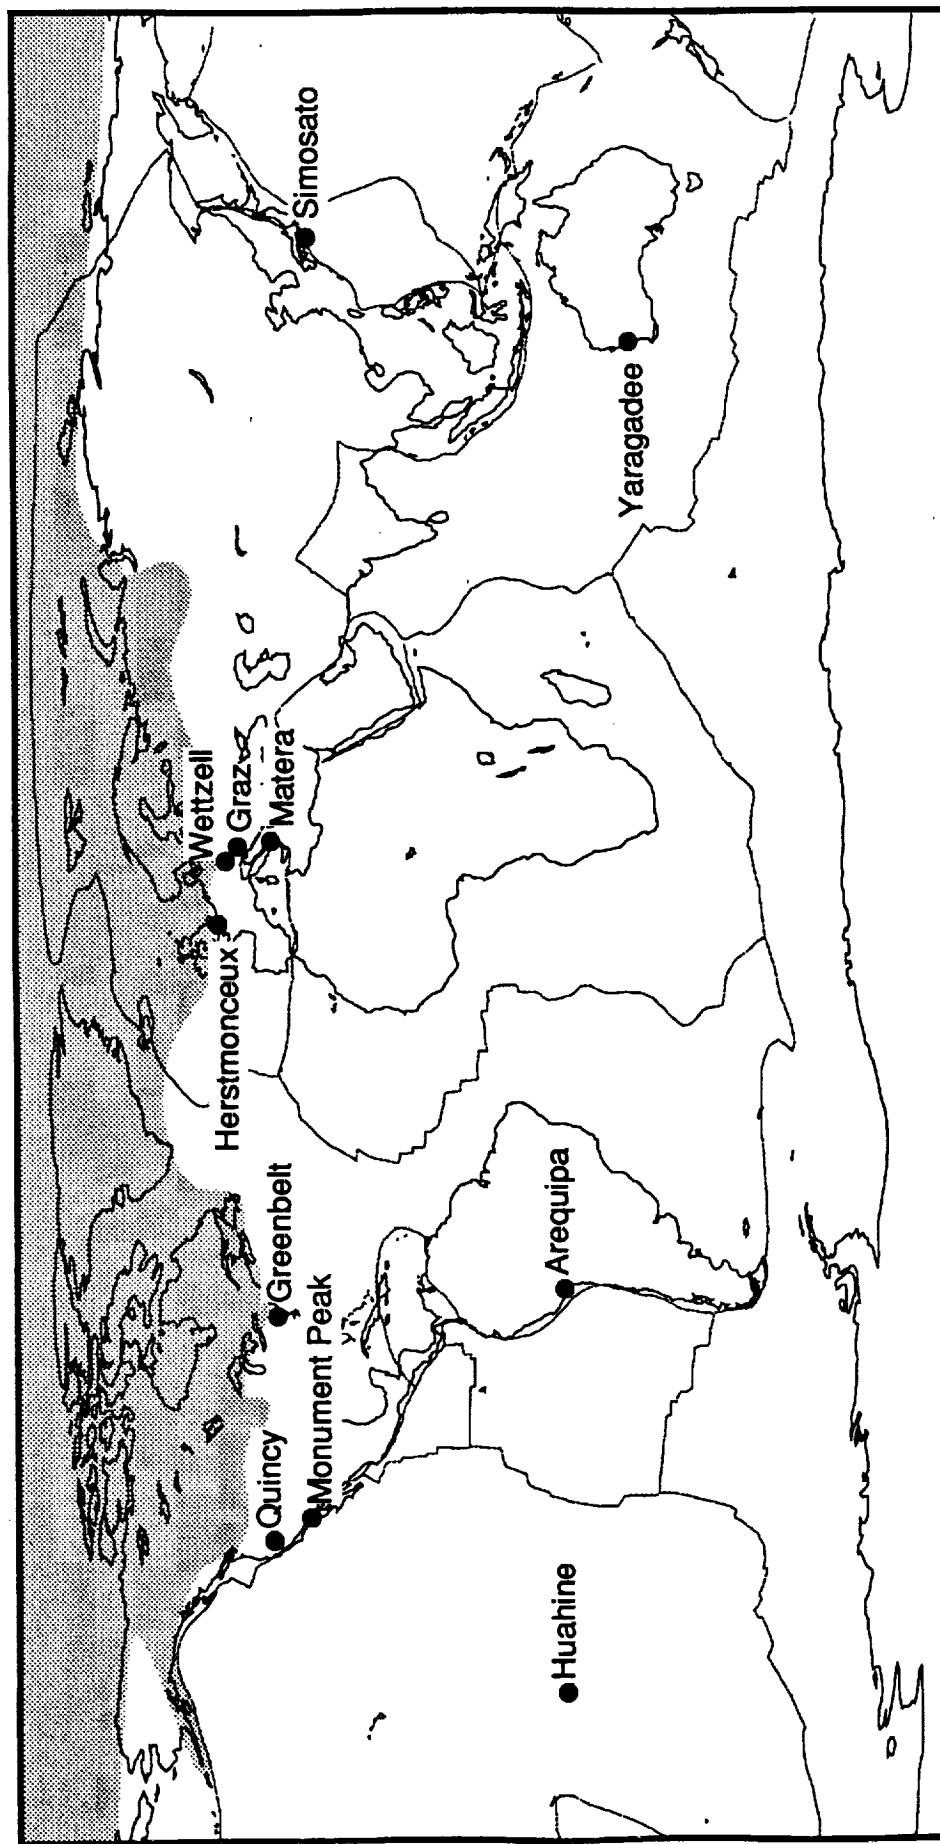 Huahine
Quincy
Monument Peak
Greenbelt
Arequipa
Herstmonceux
Wettzell
Graz
Matera
Yaragadee
Simosato